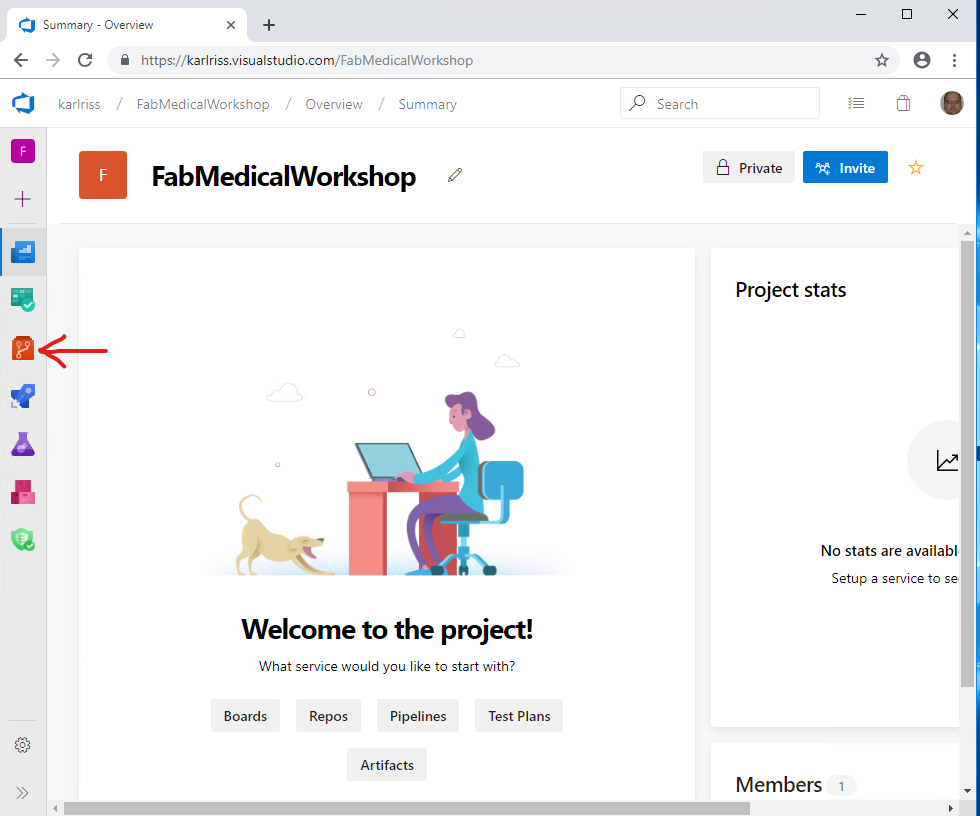 Summary - Overview
https://karlriss.visualstudio.com/FabMedicalWorkshop
karlriss / FabMedicalWorkshop / Overview / Summary
Search
F
F
FabMedicalWorkshop
Private
Invite
Project stats
No stats are availabl
Setup a service to se
Welcome to the project!
What service would you like to start with?
Boards
Repos
Pipelines
Test Plans
Artifacts
Members 1